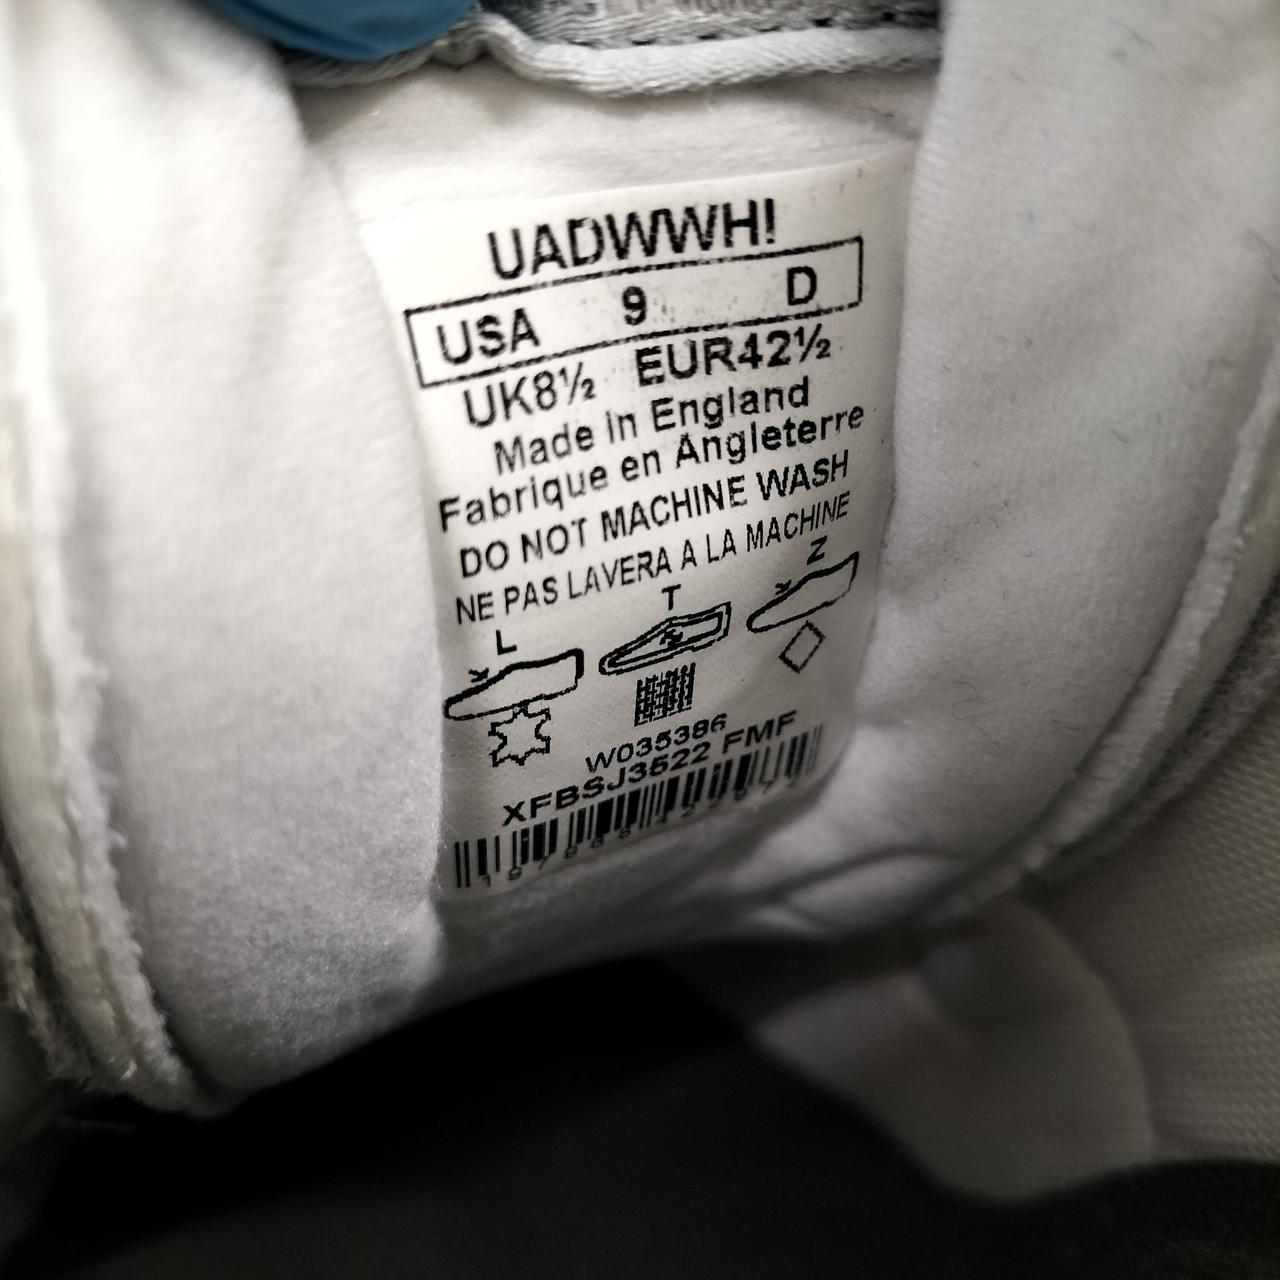 UADWWH!
USA 9 D
UK8½ EUR42½
Made in England
Fabrique en Angleterre
DO NOT MACHINE WASH
NE PAS LAVERA A LA MACHINE
L T Z
W035386
XFBSJ3522 FMF